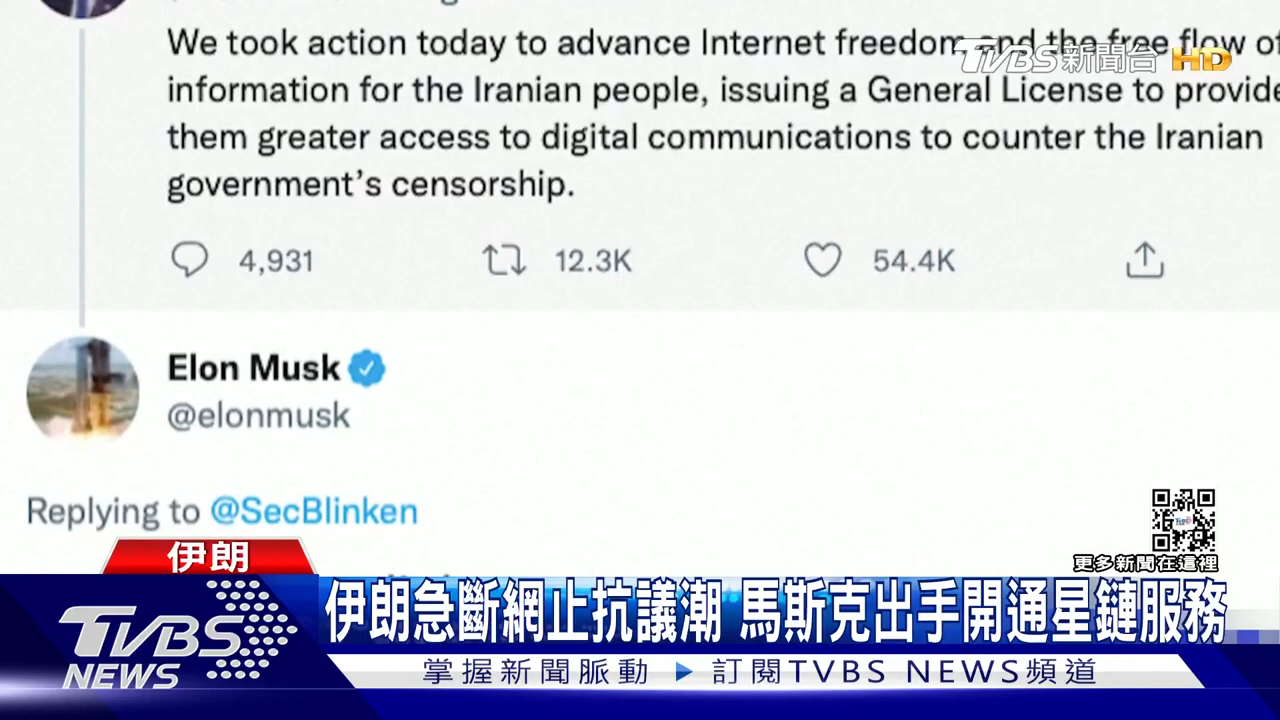 We took action today to advance Internet freedom and the free flow of
TVBS新聞台 HD
information for the Iranian people, issuing a General License to provide
them greater access to digital communications to counter the Iranian
government's censorship.
4,931 12.3K 54.4K
Elon Musk
@elonmusk
Replying to @SecBlinken
更多新聞在這裡
伊朗
伊朗急斷網止抗議潮 馬斯克出手開通星鏈服務
TVBS NEWS
掌握新聞脈動 ▶ 訂閱TVBS NEWS頻道